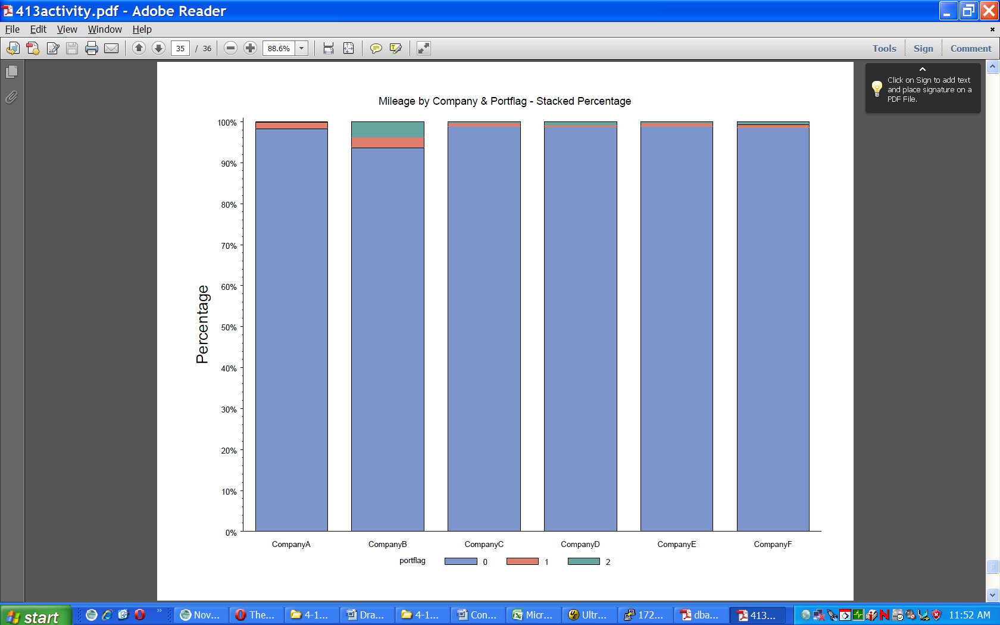 413activity.pdf - Adobe Reader
File Edit View Window Help
35 / 36 88.6% Tools Sign Comment
Click on Sign to add text
and place signature on a
PDF File.
Mileage by Company & Portflag - Stacked Percentage
100%
90%
80%
70%
60%
50%
40%
30%
20%
10%
0%
Percentage
CompanyA CompanyB CompanyC CompanyD CompanyE CompanyF
portflag 0 1 2
start Nov... The... 4-1... Dra... 4-1... Con... Micr... Ultr... 172... dba... 413... 11:52 AM